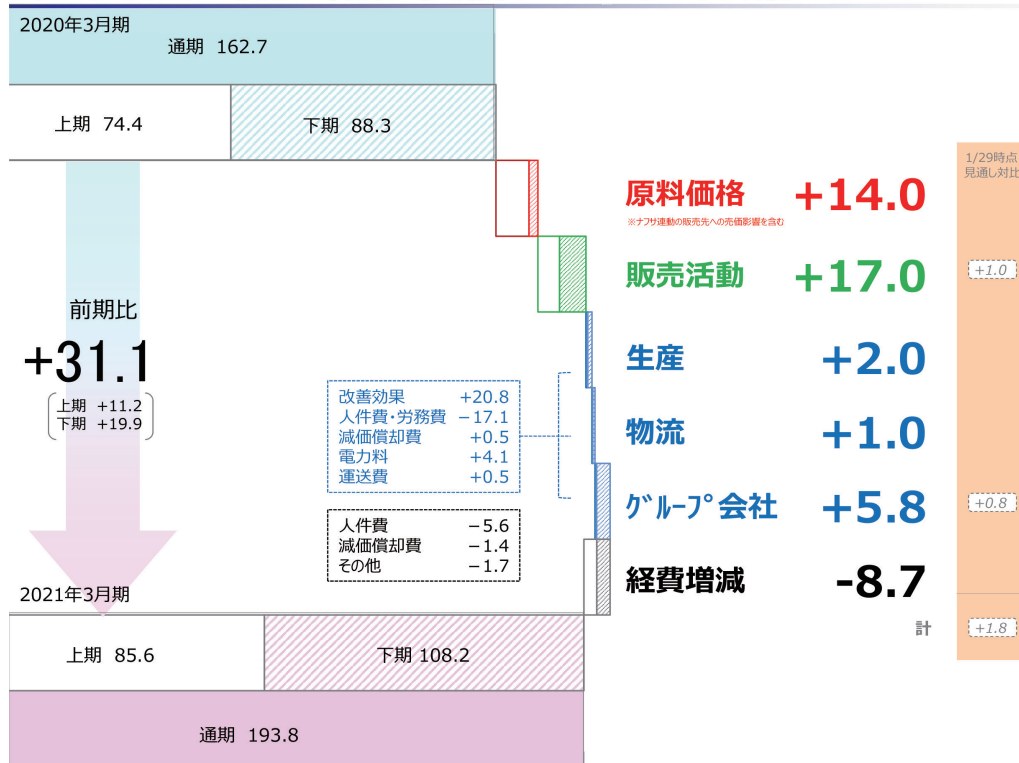 2020年3月期
通期 162.7
上期 74.4
下期 88.3
1/29時点
見通し対比
原料価格 +14.0
※ナフサ連動の販売先への売価影響を含む
販売活動 +17.0
+1.0
前期比
+31.1
上期 +11.2
下期 +19.9
生産 +2.0
改善効果 +20.8
人件費・労務費 −17.1
減価償却費 +0.5
電力料 +4.1
運送費 +0.5
物流 +1.0
グループ会社 +5.8
+0.8
人件費 −5.6
減価償却費 −1.4
その他 −1.7
経費増減 -8.7
2021年3月期
計 +1.8
上期 85.6
下期 108.2
通期 193.8